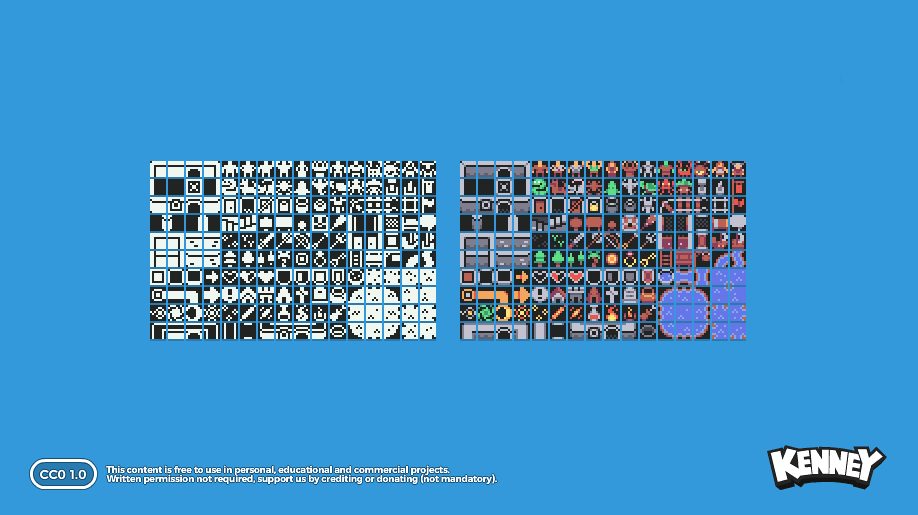 CC0 1.0
This content is free to use in personal, educational and commercial projects.
Written permission not required, support us by crediting or donating (not mandatory).
KENNEY